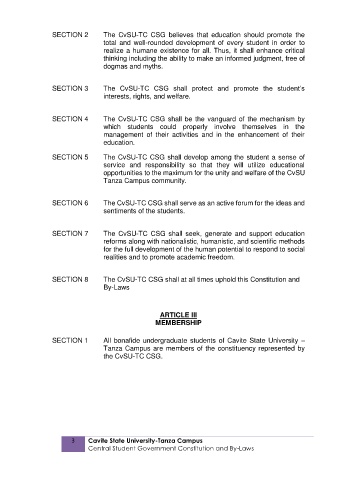 SECTION 2 The CvSU-TC CSG believes that education should promote the
total and well-rounded development of every student in order to
realize a humane existence for all. Thus, it shall enhance critical
thinking including the ability to make an informed judgment, free of
dogmas and myths.
SECTION 3 The CvSU-TC CSG shall protect and promote the student's
interests, rights, and welfare.
SECTION 4 The CvSU-TC CSG shall be the vanguard of the mechanism by
which students could properly involve themselves in the
management of their activities and in the enhancement of their
education.
SECTION 5 The CvSU-TC CSG shall develop among the student a sense of
service and responsibility so that they will utilize educational
opportunities to the maximum for the unity and welfare of the CvSU
Tanza Campus community.
SECTION 6 The CvSU-TC CSG shall serve as an active forum for the ideas and
sentiments of the students.
SECTION 7 The CvSU-TC CSG shall seek, generate and support education
reforms along with nationalistic, humanistic, and scientific methods
for the full development of the human potential to respond to social
realities and to promote academic freedom.
SECTION 8 The CvSU-TC CSG shall at all times uphold this Constitution and
By-Laws
ARTICLE III
MEMBERSHIP
SECTION 1 All bonafide undergraduate students of Cavite State University –
Tanza Campus are members of the constituency represented by
the CvSU-TC CSG.
Cavite State University-Tanza Campus
Central Student Government Constitution and By-Laws